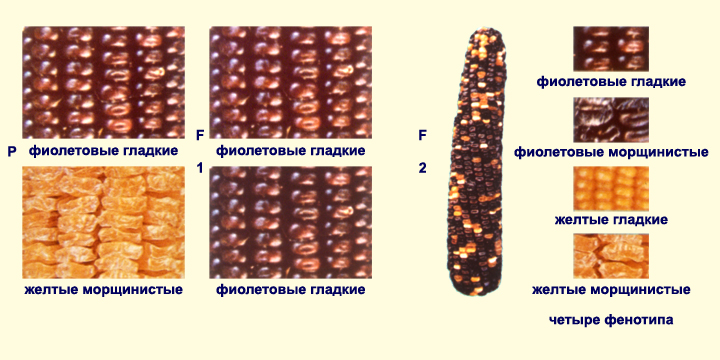 P
фиолетовые гладкие
желтые морщинистые
F
1
фиолетовые гладкие
фиолетовые гладкие
F
2
фиолетовые гладкие
фиолетовые морщинистые
желтые гладкие
желтые морщинистые
четыре фенотипа